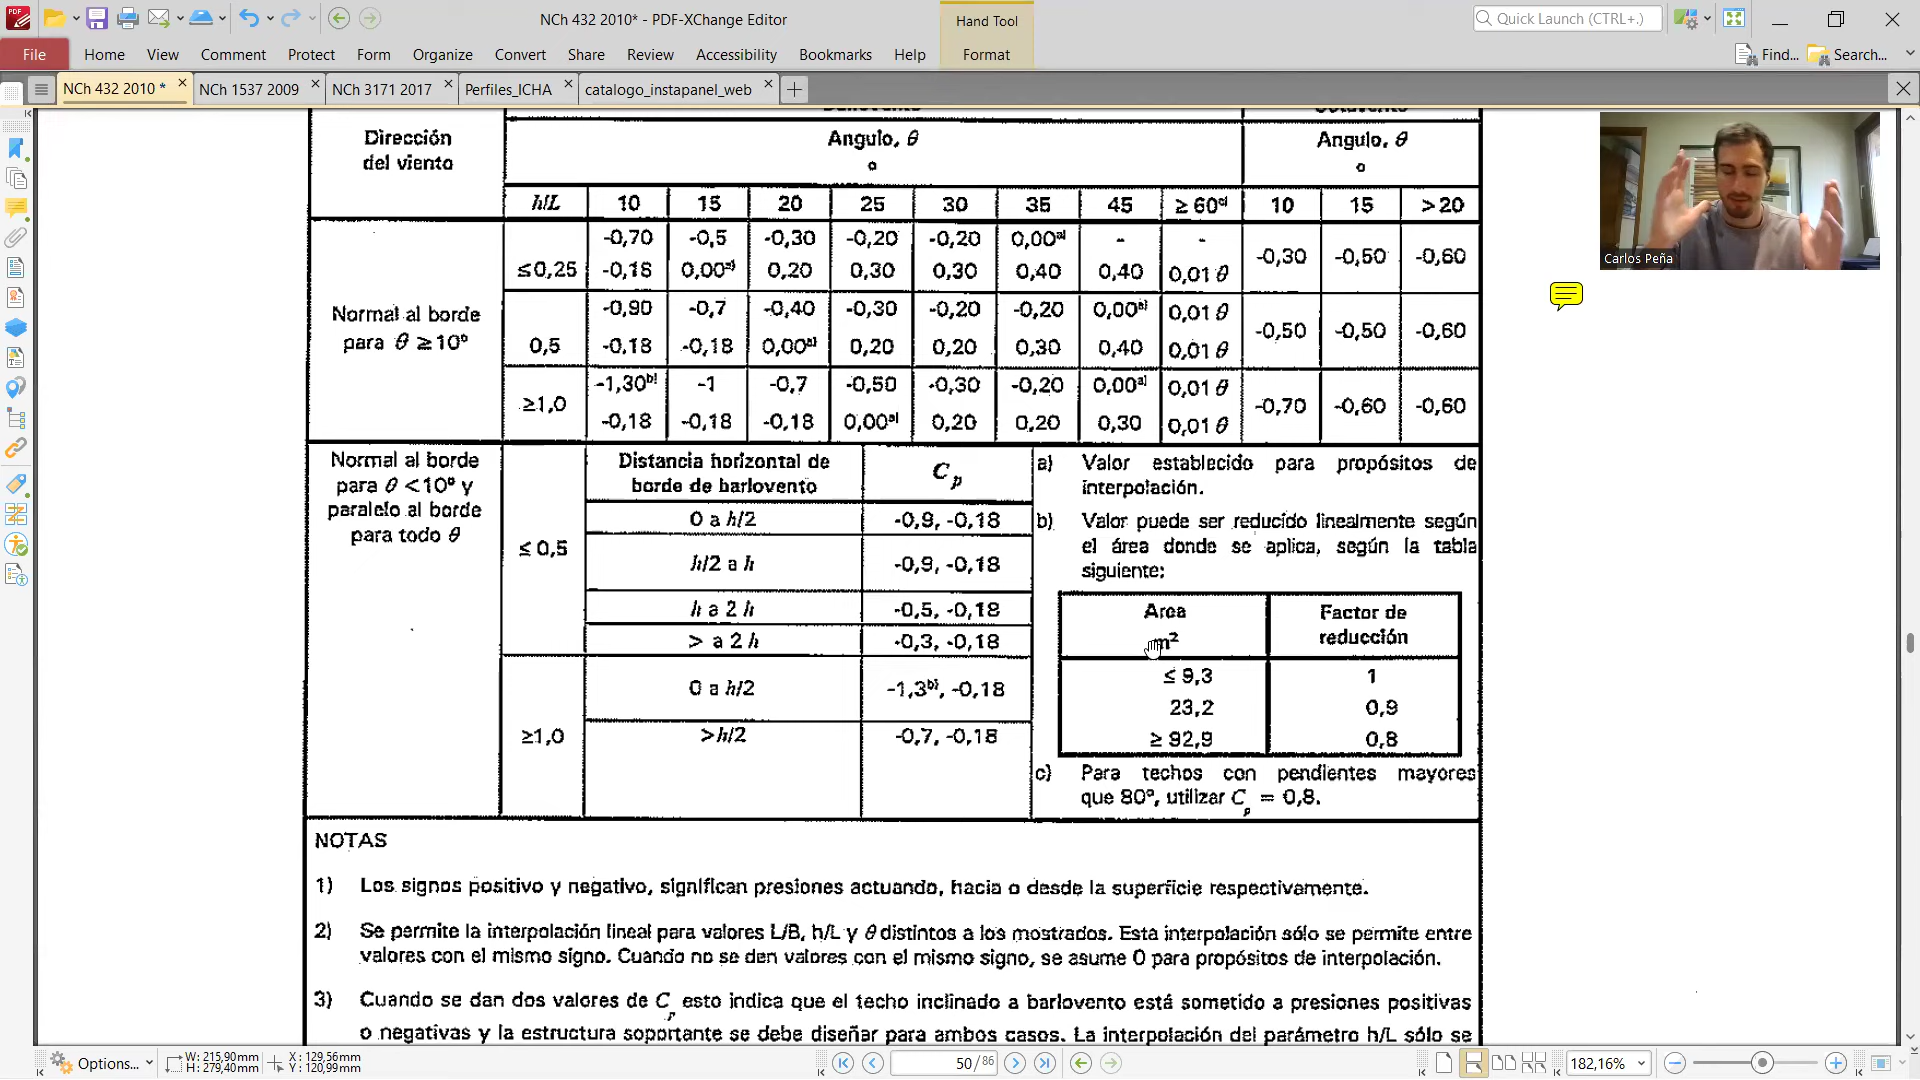 NCh 432 2010* - PDF-XChange Editor
Hand Tool
Quick Launch (CTRL+.)
File
Home
View
Comment
Protect
Form
Organize
Convert
Share
Review
Accessibility
Bookmarks
Help
Format
Find...
Search...
NCh 432 2010 *
NCh 1537 2009
NCh 3171 2017
Perfiles_ICHA
catalogo_instapanel_web
Dirección
del viento
Angulo, θ
o
Angulo, θ
o
h/L 10 15 20 25 30 35 45 ≥ 60c) 10 15 >20
Normal al borde
para θ ≥ 10º
≤ 0,25
-0,70 -0,5 -0,30 -0,20 -0,20 0,00a) - -
-0,18 0,00a) 0,20 0,30 0,30 0,40 0,40 0,01 θ
-0,30 -0,50 -0,60
0,5
-0,90 -0,7 -0,40 -0,30 -0,20 -0,20 0,00a) 0,01 θ
-0,18 -0,18 0,00a) 0,20 0,20 0,30 0,40 0,01 θ
-0,50 -0,50 -0,60
≥1,0
-1,30b) -1 -0,7 -0,50 -0,30 -0,20 0,00a) 0,01 θ
-0,18 -0,18 -0,18 0,00a) 0,20 0,20 0,30 0,01 θ
-0,70 -0,60 -0,60
Normal al borde
para θ < 10º y
paralelo al borde
para todo θ
Distancia horizontal de
borde de barlovento
Cp
≤ 0,5
0 a h/2 -0,9, -0,18
h/2 a h -0,9, -0,18
h a 2 h -0,5, -0,18
> a 2 h -0,3, -0,18
≥1,0
0 a h/2 -1,3b), -0,18
>h/2 -0,7, -0,18
a) Valor establecido para propósitos de
interpolación.
b) Valor puede ser reducido linealmente según
el área donde se aplica, según la tabla
siguiente:
Area
m²
Factor de
reducción
≤ 9,3 1
23,2 0,9
≥ 92,9 0,8
c) Para techos con pendientes mayores
que 80º, utilizar Cp = 0,8.
NOTAS
1) Los signos positivo y negativo, significan presiones actuando, hacia o desde la superficie respectivamente.
2) Se permite la interpolación lineal para valores L/B, h/L y θ distintos a los mostrados. Esta interpolación sólo se permite entre
valores con el mismo signo. Cuando no se den valores con el mismo signo, se asume 0 para propósitos de interpolación.
3) Cuando se dan dos valores de Cp esto indica que el techo inclinado a barlovento está sometido a presiones positivas
o negativas y la estructura soportante se debe diseñar para ambos casos. La interpolación del parámetro h/L sólo se
Carlos Peña
Options...
W: 215,90mm
H: 279,40mm
X: 129,56mm
Y: 120,99mm
50 / 86
182,16%